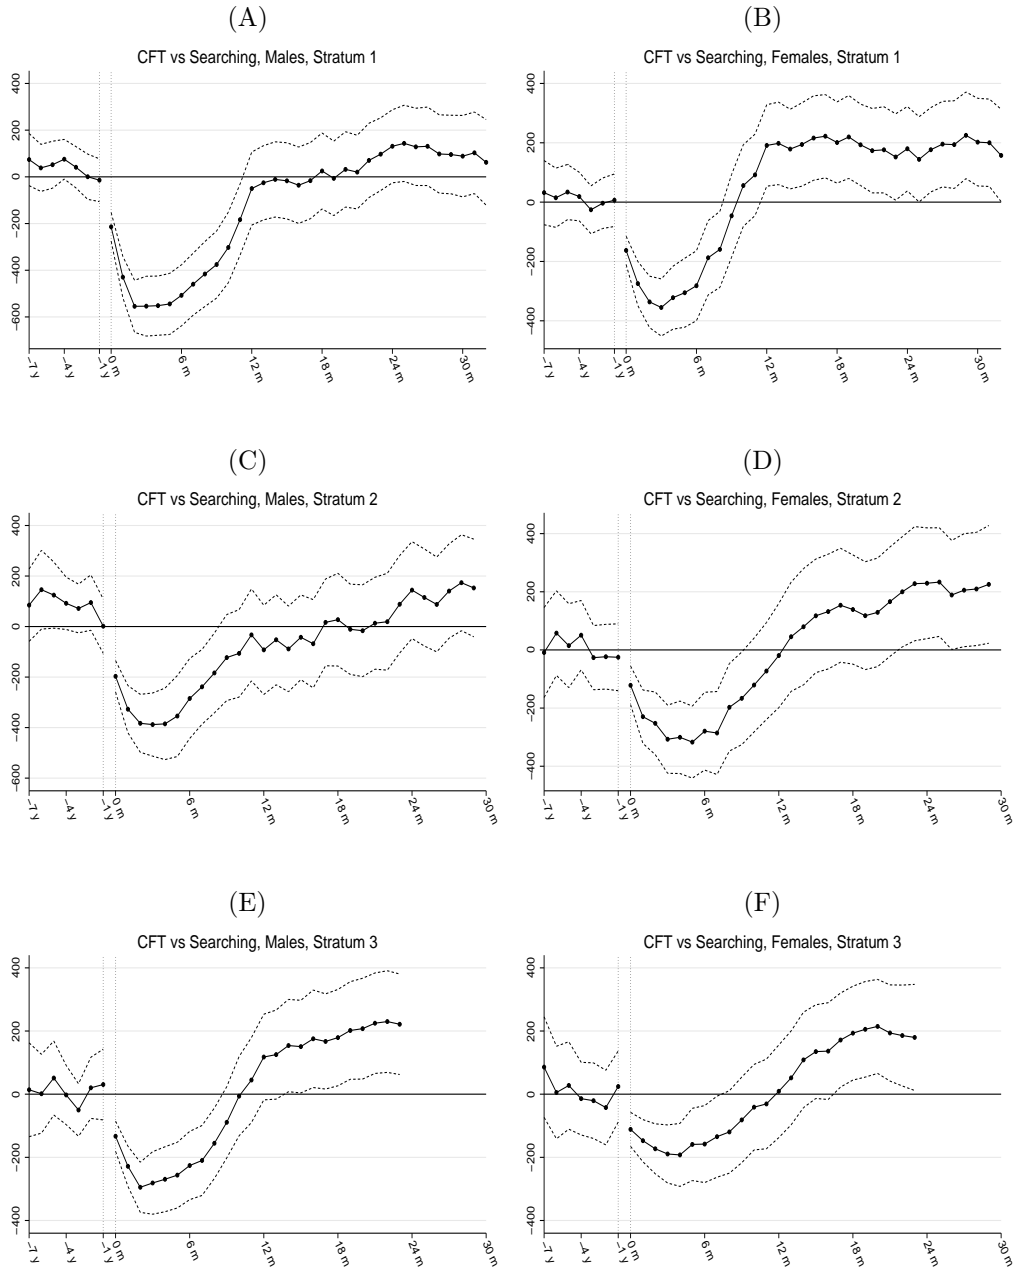 (A)
CFT vs Searching, Males, Stratum 1
400
200
0
−200
−400
−600
−7 y
−4 y
−1 y
0 m
6 m
12 m
18 m
24 m
30 m
(B)
CFT vs Searching, Females, Stratum 1
400
200
0
−200
−400
−7 y
−4 y
−1 y
0 m
6 m
12 m
18 m
24 m
30 m
(C)
CFT vs Searching, Males, Stratum 2
400
200
0
−200
−400
−600
−7 y
−4 y
−1 y
0 m
6 m
12 m
18 m
24 m
30 m
(D)
CFT vs Searching, Females, Stratum 2
400
200
0
−200
−400
−7 y
−4 y
−1 y
0 m
6 m
12 m
18 m
24 m
30 m
(E)
CFT vs Searching, Males, Stratum 3
400
200
0
−200
−400
−7 y
−4 y
−1 y
0 m
6 m
12 m
18 m
24 m
30 m
(F)
CFT vs Searching, Females, Stratum 3
400
200
0
−200
−400
−7 y
−4 y
−1 y
0 m
6 m
12 m
18 m
24 m
30 m